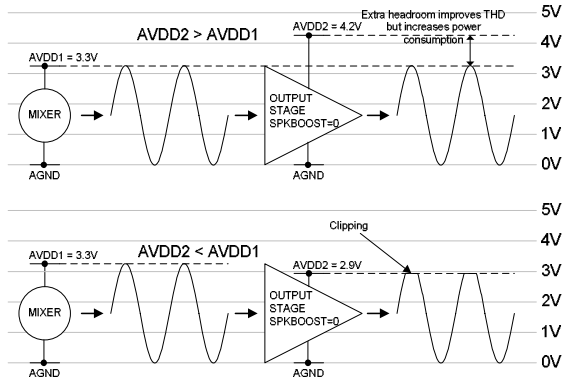 5V
Extra headroom improves THD
but increases power
consumption
AVDD2 > AVDD1
AVDD2 = 4.2V
4V
AVDD1 = 3.3V
3V
OUTPUT
STAGE
SPKBOOST=0
2V
MIXER
1V
0V
AGND
AGND
5V
Clipping
4V
AVDD2 < AVDD1
AVDD1 = 3.3V
AVDD2 = 2.9V
3V
OUTPUT
STAGE
SPKBOOST=0
2V
MIXER
1V
0V
AGND
AGND